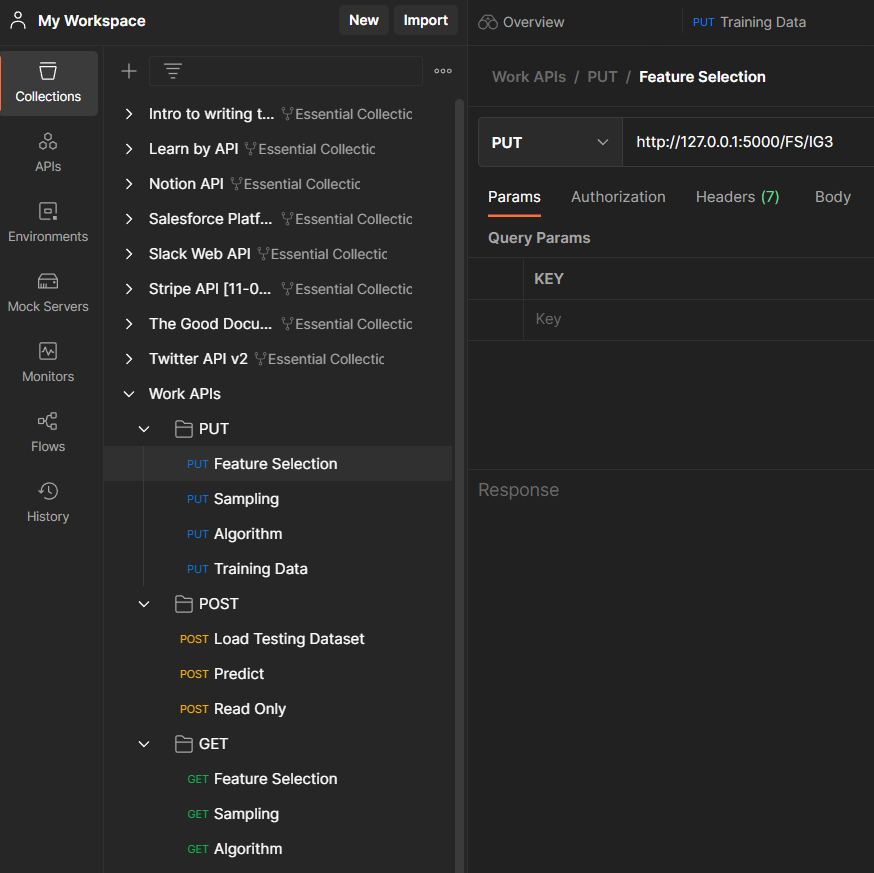 My Workspace
New
Import
Collections
APIs
Environments
Mock Servers
Monitors
Flows
History
Intro to writing t... Essential Collectic
Learn by API Essential Collectic
Notion API Essential Collectic
Salesforce Platf... Essential Collectic
Slack Web API Essential Collectic
Stripe API [11-0... Essential Collectic
The Good Docu... Essential Collectic
Twitter API v2 Essential Collectic
Work APIs
PUT
PUT Feature Selection
PUT Sampling
PUT Algorithm
PUT Training Data
POST
POST Load Testing Dataset
POST Predict
POST Read Only
GET
GET Feature Selection
GET Sampling
GET Algorithm
Overview
PUT Training Data
Work APIs / PUT / Feature Selection
PUT
http://127.0.0.1:5000/FS/IG3
Params Authorization Headers (7) Body
Query Params
KEY
Key
Response